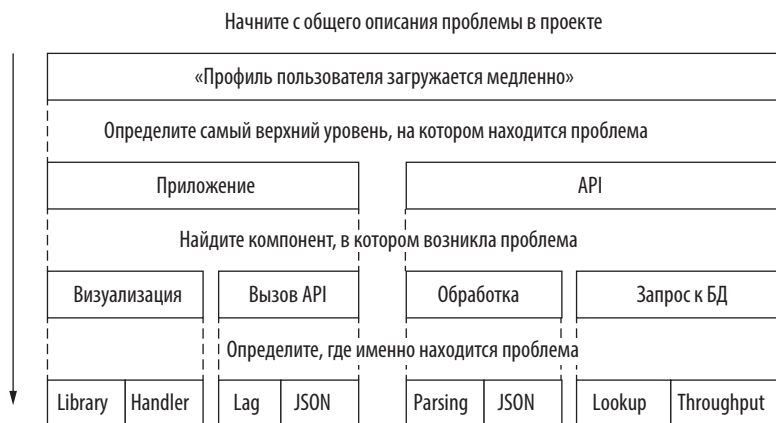 Начните с общего описания проблемы в проекте
«Профиль пользователя загружается медленно»
Определите самый верхний уровень, на котором находится проблема
Приложение API
Найдите компонент, в котором возникла проблема
Визуализация Вызов API Обработка Запрос к БД
Определите, где именно находится проблема
Library Handler Lag JSON Parsing JSON Lookup Throughput